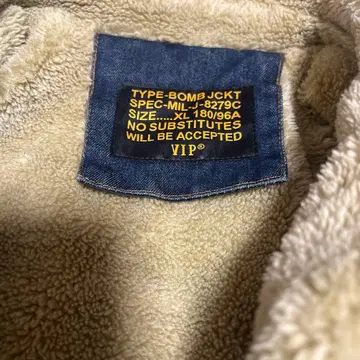 TYPE-BOMB JCKT
SPEC-MIL-J-8279C
SIZE.....XL 180/96A
NO SUBSTITUTES
WILL BE ACCEPTED
VIP®